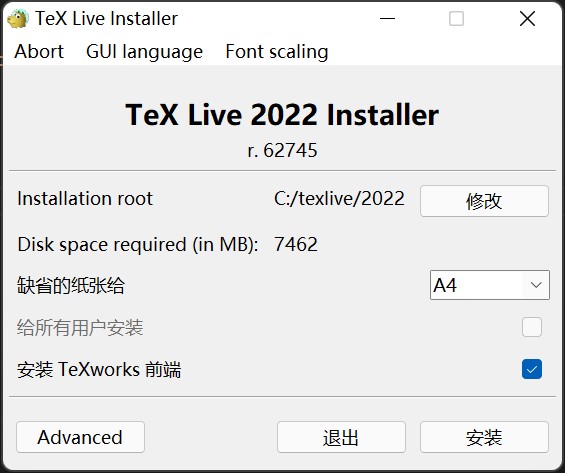 TeX Live Installer
Abort GUI language Font scaling
TeX Live 2022 Installer
r. 62745
Installation root C:/texlive/2022 修改
Disk space required (in MB): 7462
缺省的纸张给 A4
给所有用户安装
安装 TeXworks 前端
Advanced 退出 安装